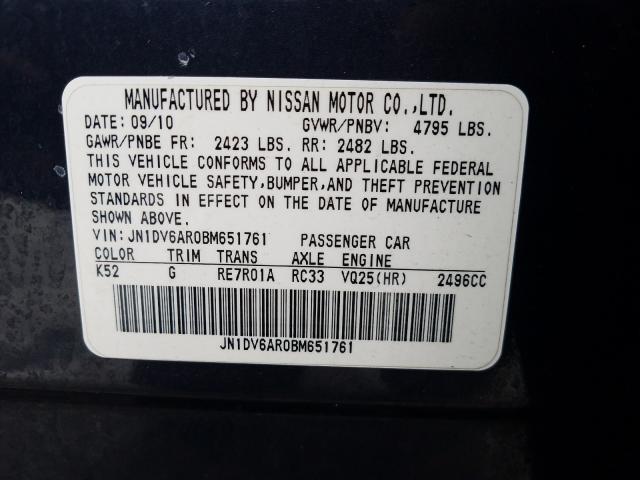 MANUFACTURED BY NISSAN MOTOR CO.,LTD.
DATE: 09/10 GVWR/PNBV: 4795 LBS.
GAWR/PNBE FR: 2423 LBS. RR: 2482 LBS.
THIS VEHICLE CONFORMS TO ALL APPLICABLE FEDERAL
MOTOR VEHICLE SAFETY,BUMPER,AND THEFT PREVENTION
STANDARDS IN EFFECT ON THE DATE OF MANUFACTURE
SHOWN ABOVE.
VIN: JN1DV6AR0BM651761 PASSENGER CAR
COLOR TRIM TRANS AXLE ENGINE
K52 G RE7R01A RC33 VQ25(HR) 2496CC
JN1DV6AR0BM651761